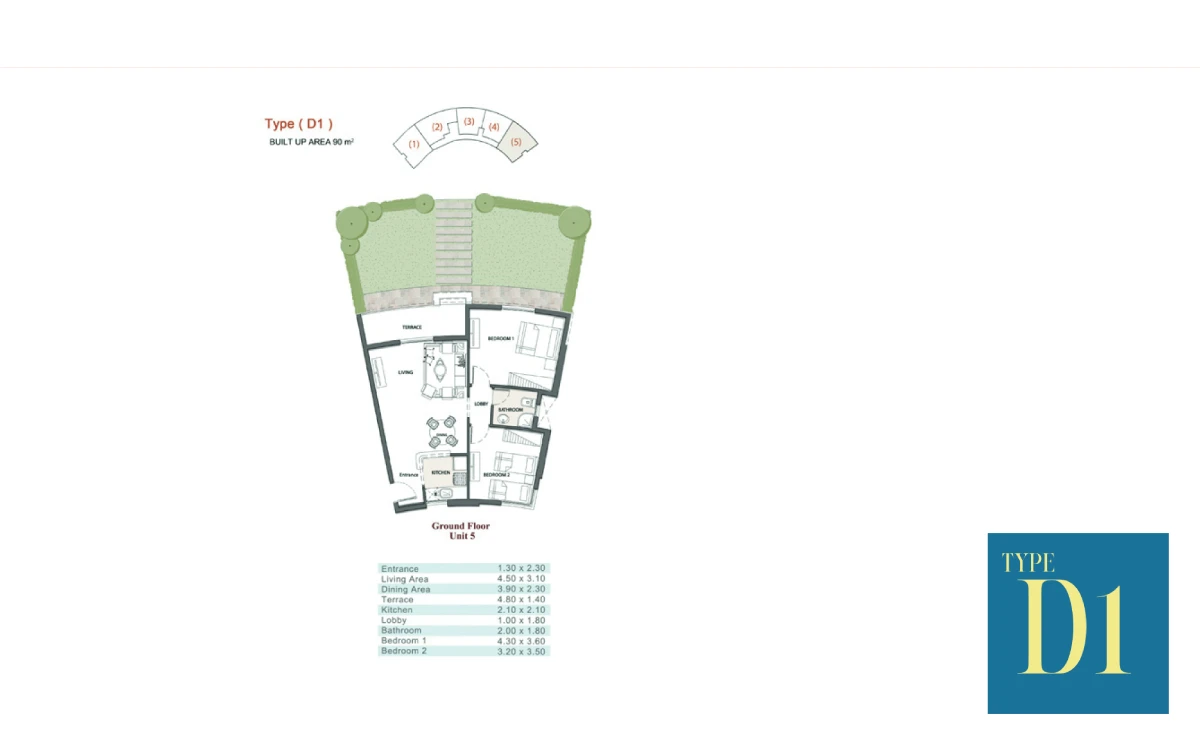 Type ( D1 )
BUILT UP AREA 90 m²
(1)
(2)
(3)
(4)
(5)
TERRACE
BEDROOM 1
LIVING
LOBBY
BATHROOM
Entrance
KITCHEN
BEDROOM 2
Ground Floor
Unit 5
Entrance 1.30 x 2.30
Living Area 4.50 x 3.10
Dining Area 3.90 x 2.30
Terrace 4.80 x 1.40
Kitchen 2.10 x 2.10
Lobby 1.00 x 1.80
Bathroom 2.00 x 1.80
Bedroom 1 4.30 x 3.60
Bedroom 2 3.20 x 3.50
TYPE
D1